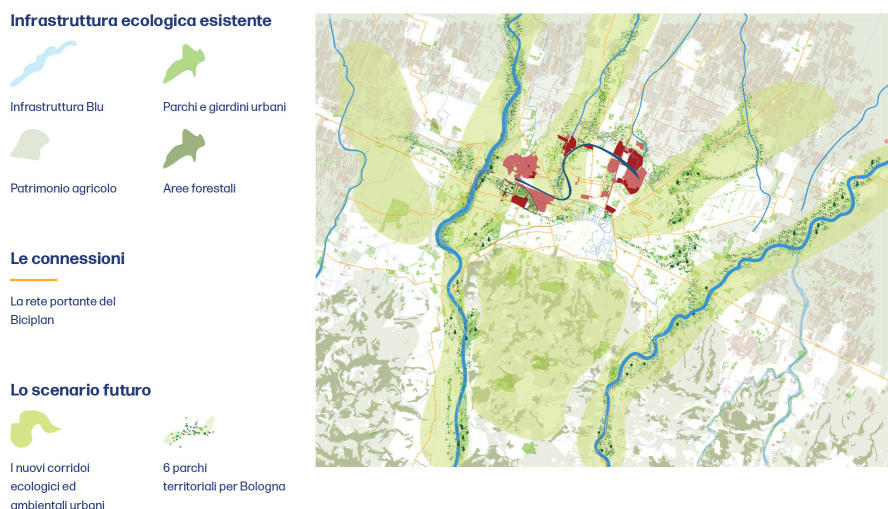 Infrastruttura ecologica esistente
Infrastruttura Blu
Parchi e giardini urbani
Patrimonio agricolo
Aree forestali
Le connessioni
La rete portante del
Biciplan
Lo scenario futuro
I nuovi corridoi
ecologici ed
ambientali urbani
6 parchi
territoriali per Bologna